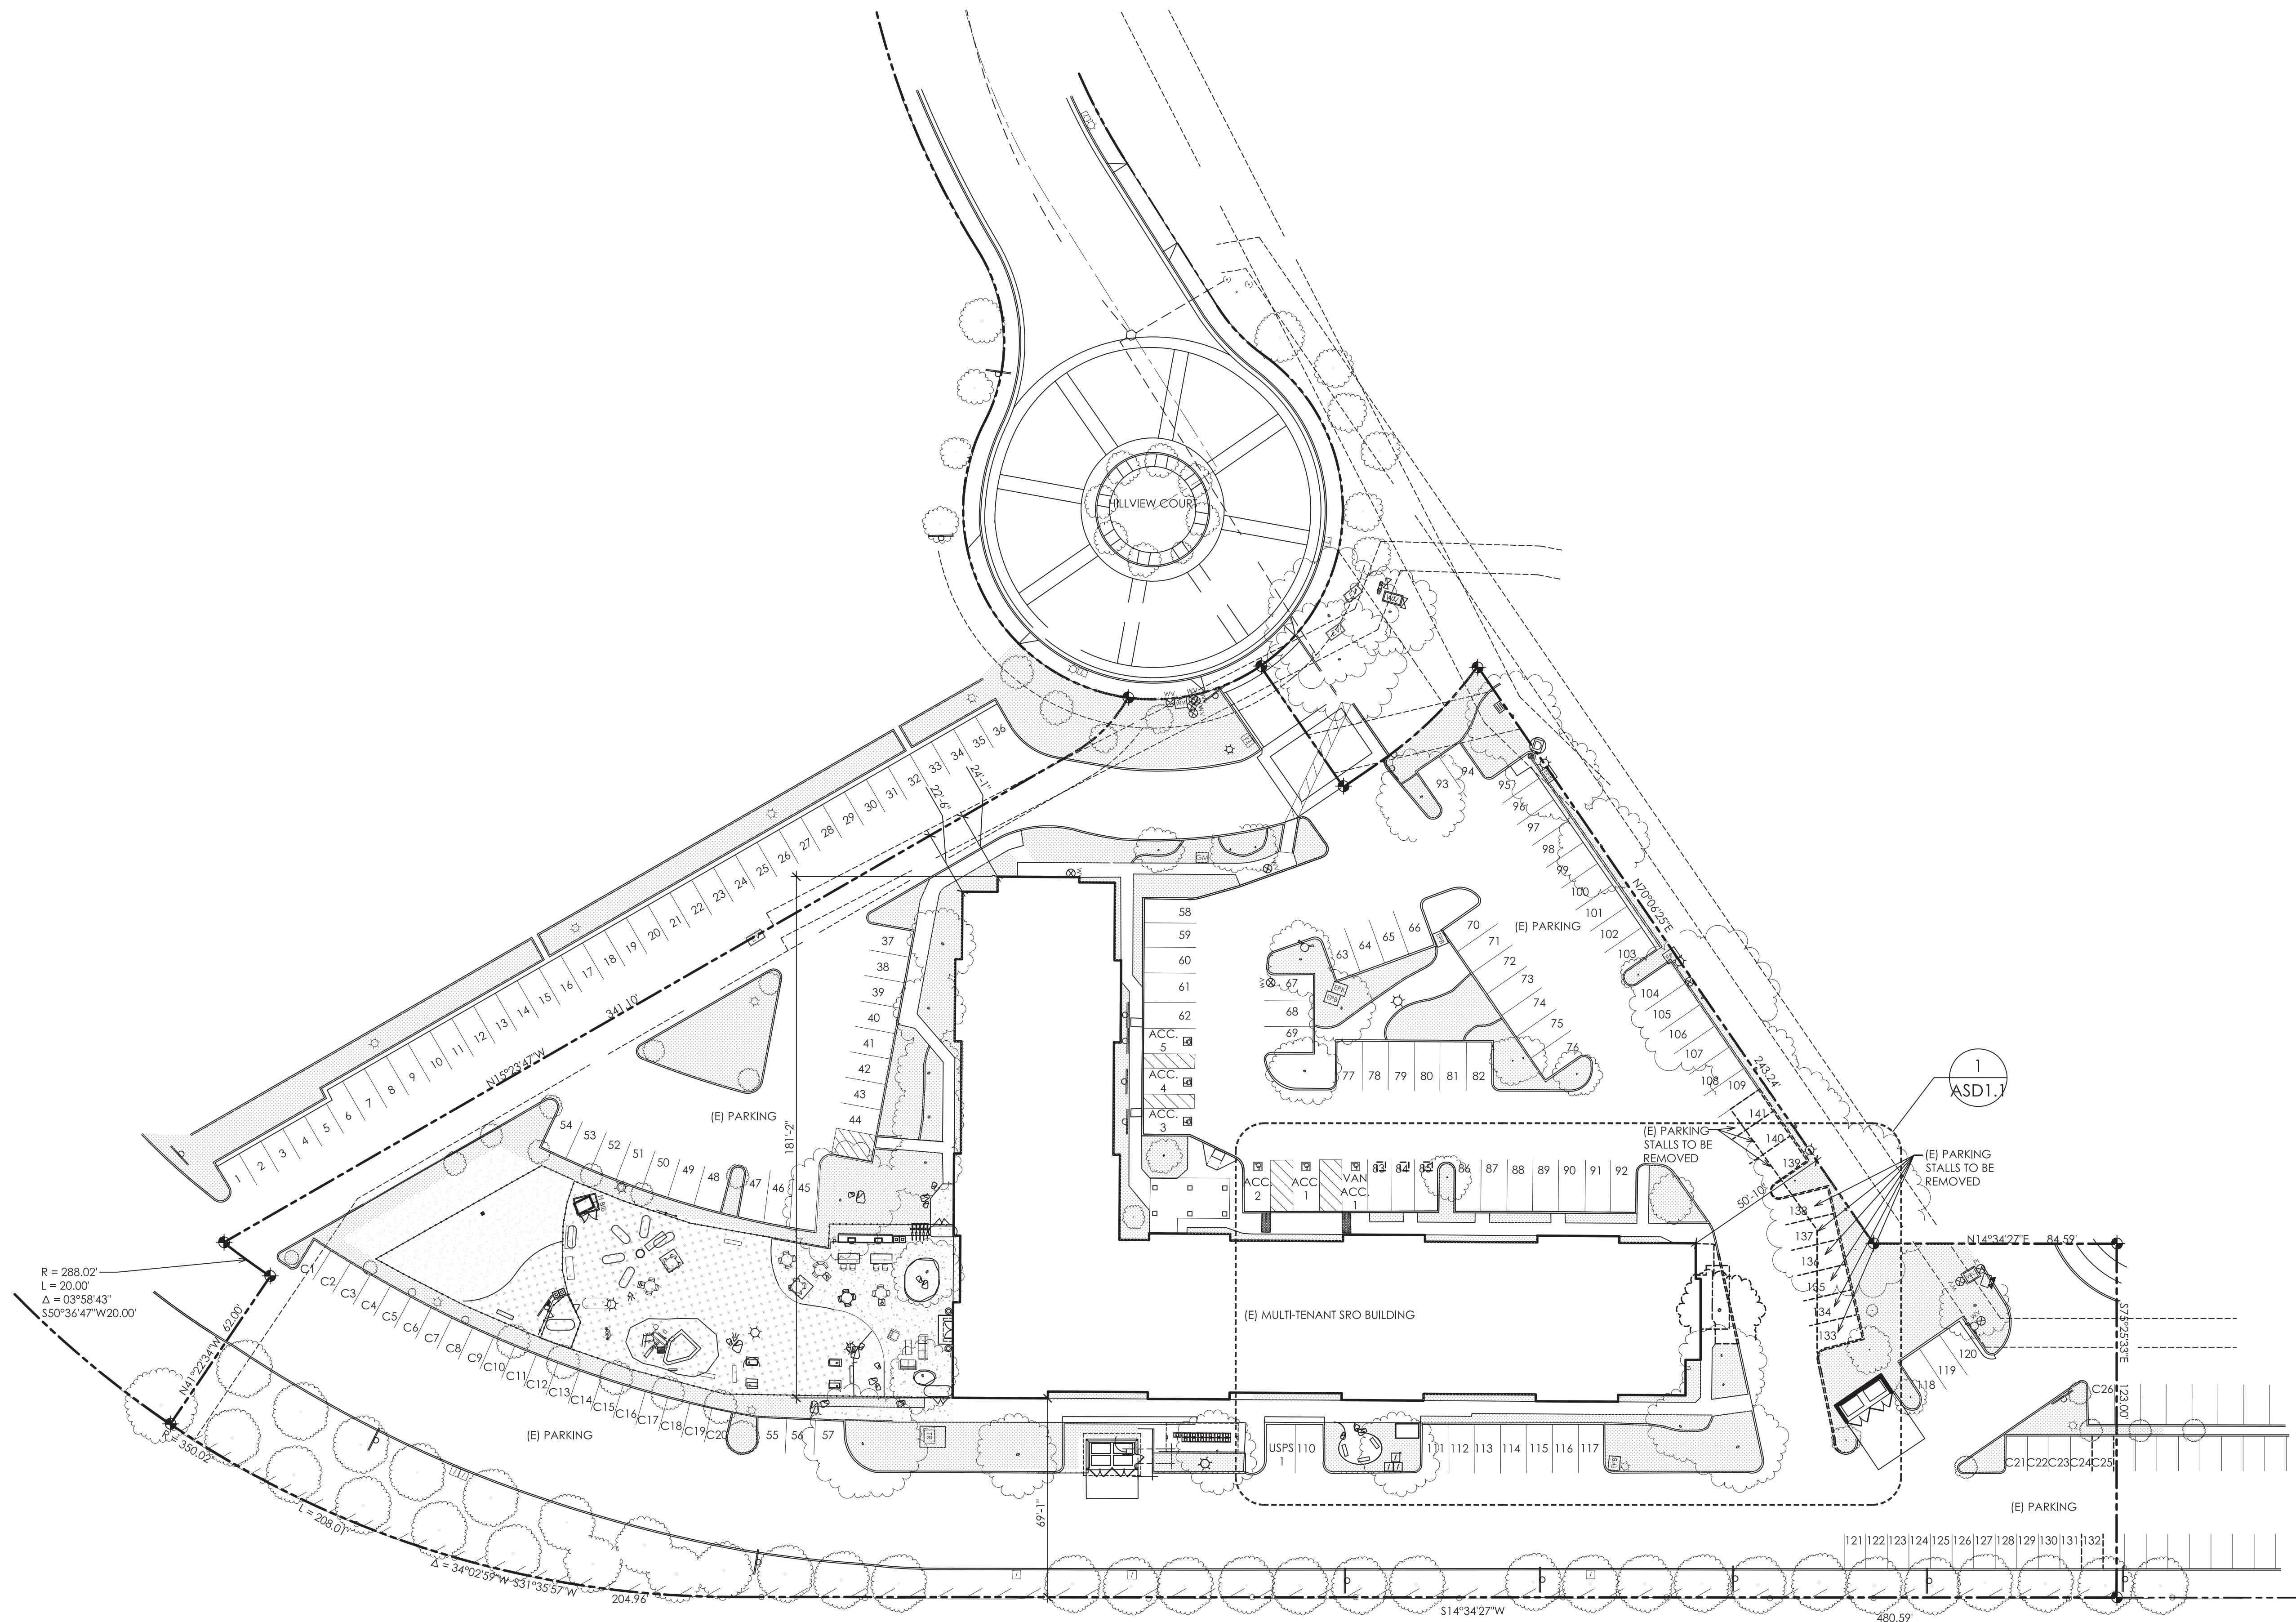 HILLVIEW COURT
WV
WV
WV
36
35
34
33
32
31
30
29
28
27
26
25
24
23
22
21
20
19
18
17
16
15
14
13
12
11
10
9
8
7
6
5
4
3
2
1
24'-1"
22'-6"
N15°23'47"W
341.10'
GM
93
94
95
96
97
98
99
100
101
102
103
104
105
106
107
108
109
141
140
139
138
137
136
135
134
133
N70°06'25"E
243.24'
(E) PARKING
58
59
60
61
62
ACC.
5
ACC.
4
ACC.
3
63
64
65
66
WV
67
68
69
EPB
EPB
EPB
70
71
72
73
74
75
76
77
78
79
80
81
82
37
38
39
40
41
42
43
44
(E) PARKING
181'-2"
54
53
52
51
50
49
48
47
46
45
1
ASD1.1
(E) PARKING
STALLS TO BE
REMOVED
(E) PARKING
STALLS TO BE
REMOVED
50'-10"
ACC.
2
ACC.
1
VAN
ACC.
1
83
84
85
86
87
88
89
90
91
92
(E) MULTI-TENANT SRO BUILDING
N14°34'27"E
84.59'
S75°25'33"E
123.00'
R = 288.02'
L = 20.00'
Δ = 03°58'43"
S50°36'47"W20.00'
N41°22'34"W
62.00'
C1
C2
C3
C4
C5
C6
C7
C8
C9
C10
C11
C12
C13
C14
C15
C16
C17
C18
C19
C20
55
56
57
(E) PARKING
USPS
1
110
111
112
113
114
115
116
117
EPB
118
119
120
C26
C21
C22
C23
C24
C25
(E) PARKING
121
122
123
124
125
126
127
128
129
130
131
132
69'-1"
R = 350.02'
L = 208.01'
Δ = 34°02'59"W S31°35'57"W
204.96'
S14°34'27"W
480.59'